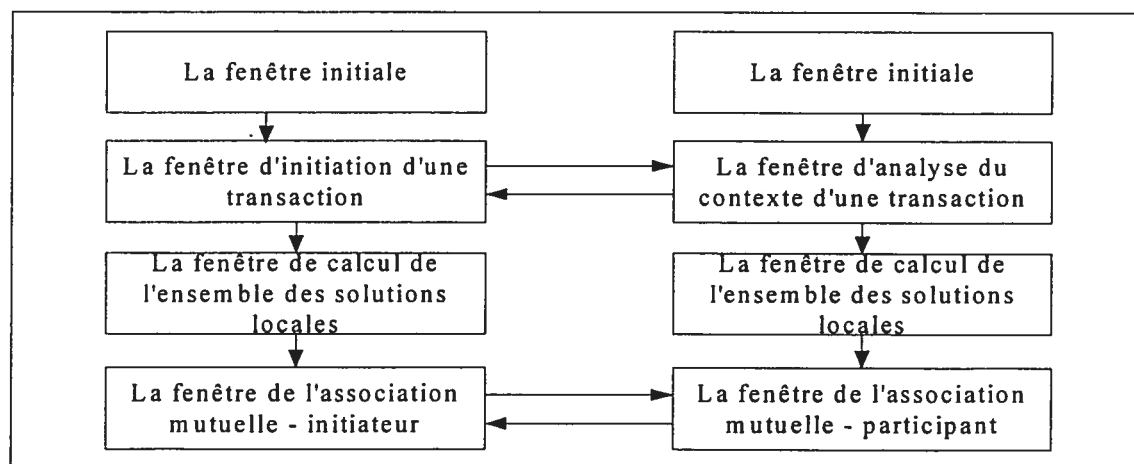 La fenêtre initiale
La fenêtre initiale
La fenêtre d'initiation d'une
transaction
La fenêtre d'analyse du
contexte d'une transaction
La fenêtre de calcul de
l'ensemble des solutions
locales
La fenêtre de calcul de
l'ensemble des solutions
locales
La fenêtre de l'association
mutuelle - initiateur
La fenêtre de l'association
mutuelle - participant